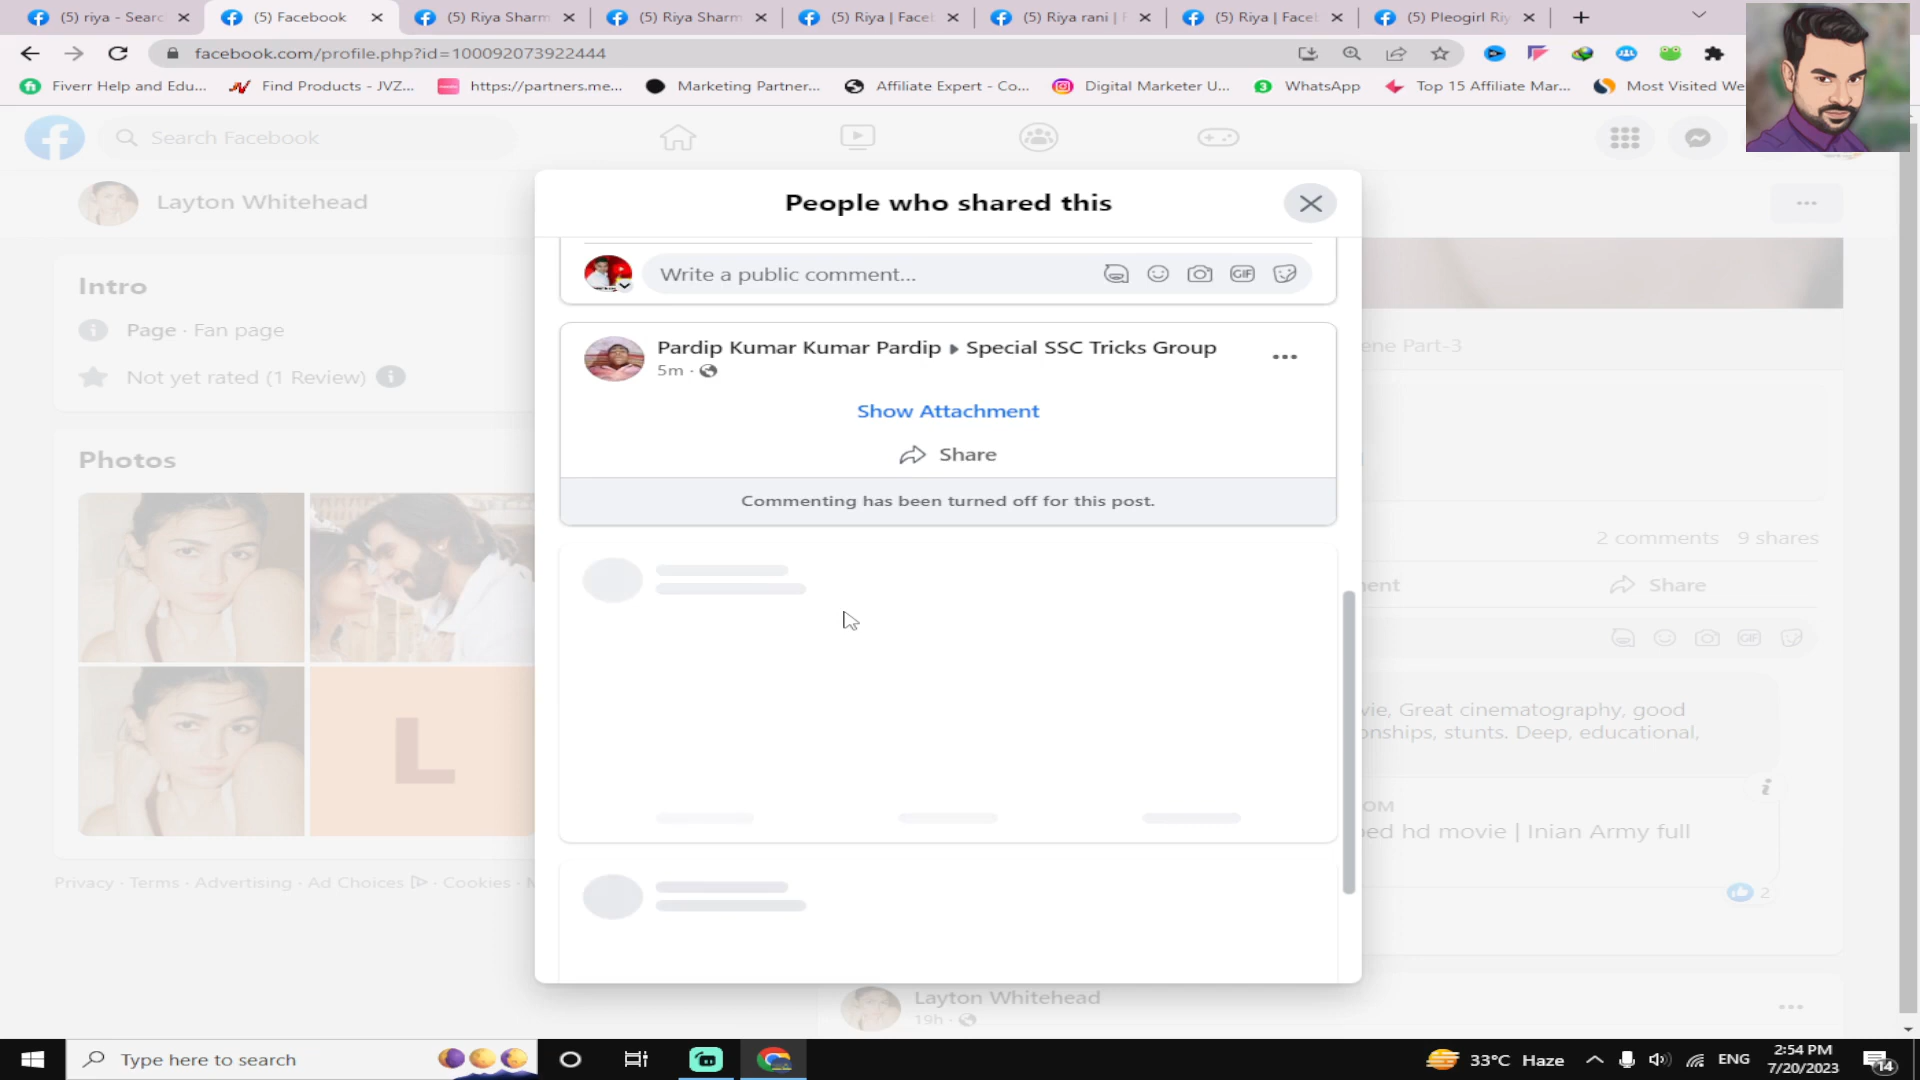 (5) riya - Searc
(5) Facebook
(5) Riya Sharm
(5) Riya Sharm
(5) Riya | Face
(5) Riya rani |
(5) Riya | Face
(5) Pleogirl Riy
facebook.com/profile.php?id=100092073922444
Fiverr Help and Edu...
Find Products - JVZ...
https://partners.me...
Marketing Partner...
Affiliate Expert - Co...
Digital Marketer U...
3
WhatsApp
Top 15 Affiliate Mar...
Most Visited We
Search Facebook
Layton Whitehead
People who shared this
Intro
Page · Fan page
Not yet rated (1 Review)
Photos
L
Privacy · Terms · Advertising · Ad Choices · Cookies ·
Write a public comment...
GIF
Pardip Kumar Kumar Pardip ▸ Special SSC Tricks Group
5m ·
Show Attachment
Share
Commenting has been turned off for this post.
ene Part-3
2 comments 9 shares
ent
Share
GIF
vie, Great cinematography, good
onships, stunts. Deep, educational,
OM
ed hd movie | Inian Army full
2
Layton Whitehead
19h ·
Type here to search
33°C Haze
ENG
2:54 PM
7/20/2023
14